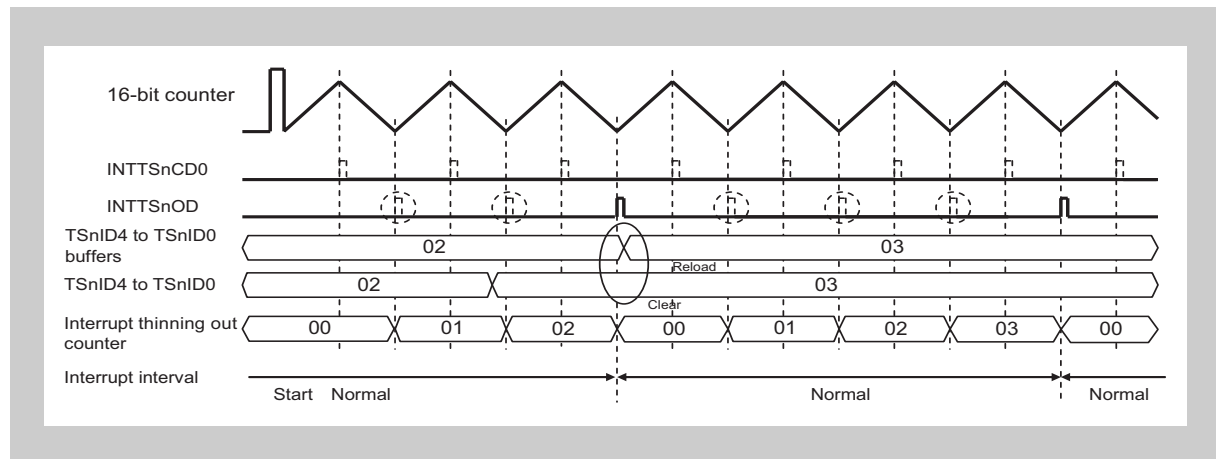 16-bit counter
INTTSnCD0
INTTSnOD
TSnID4 to TSnID0
buffers
02 03
Reload
TSnID4 to TSnID0
02 03
Clear
Interrupt thinning out
counter
00 01 02 00 01 02 03 00
Interrupt interval
Start Normal Normal Normal